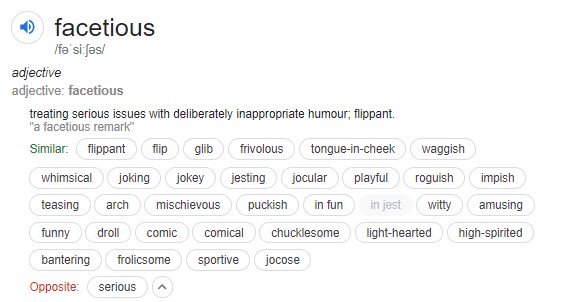 facetious
/fəˈsiːʃəs/
adjective
adjective: facetious
treating serious issues with deliberately inappropriate humour; flippant.
"a facetious remark"
Similar: flippant flip glib frivolous tongue-in-cheek waggish
whimsical joking jokey jesting jocular playful roguish impish
teasing arch mischievous puckish in fun in jest witty amusing
funny droll comic comical chucklesome light-hearted high-spirited
bantering frolicsome sportive jocose
Opposite: serious